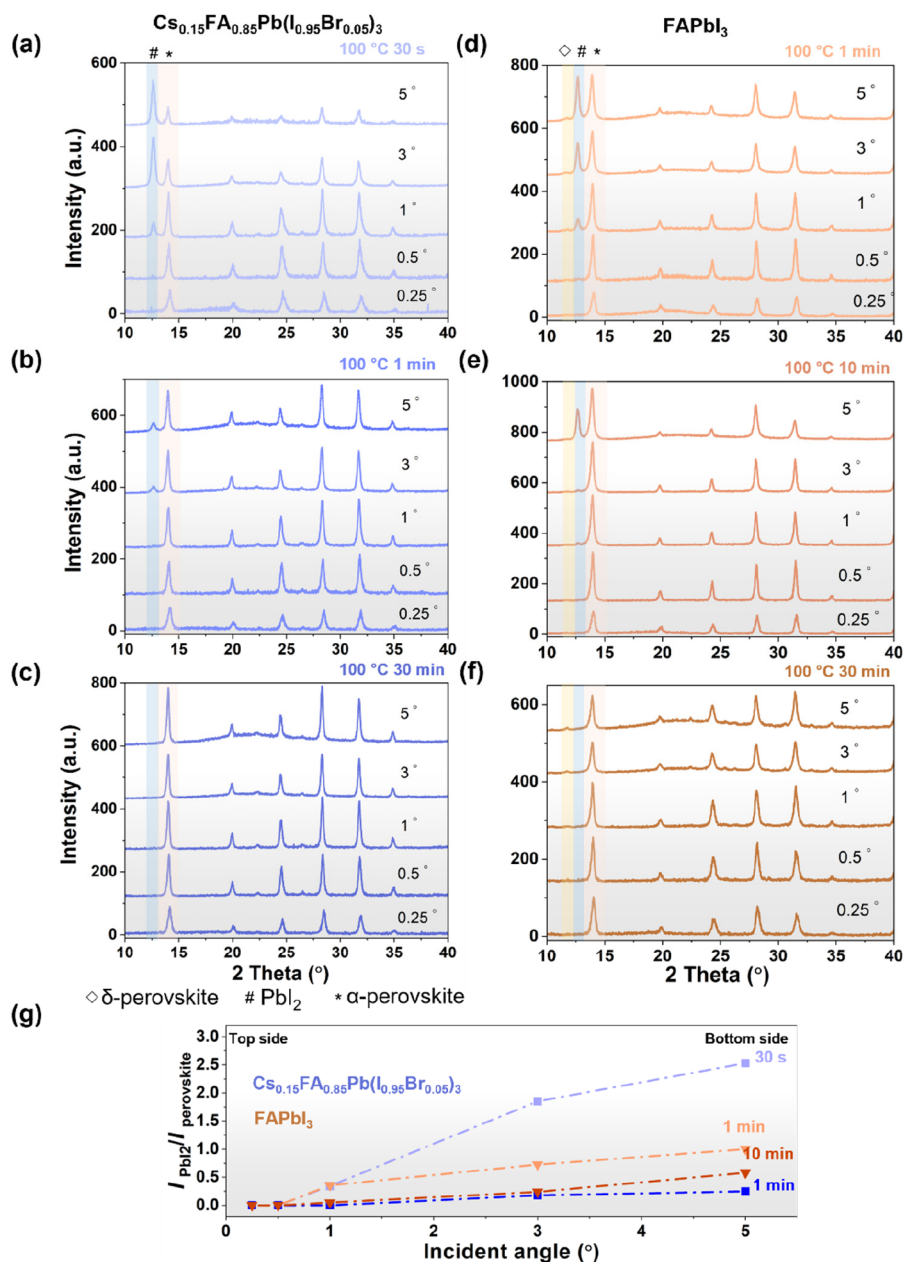 Cs0.15FA0.85Pb(I0.95Br0.05)3
FAPbI3
(a)
# *
100 °C 30 s
Intensity (a.u.)
600
400
200
0
5 °
3 °
1 °
0.5 °
0.25 °
10 15 20 25 30 35 40
(d)
◇ # *
100 °C 1 min
Intensity (a.u.)
800
600
400
200
0
5 °
3 °
1 °
0.5 °
0.25 °
10 15 20 25 30 35 40
(b)
100 °C 1 min
Intensity (a.u.)
600
400
200
0
5 °
3 °
1 °
0.5 °
0.25 °
10 15 20 25 30 35 40
(e)
100 °C 10 min
Intensity (a.u.)
1000
800
600
400
200
0
5 °
3 °
1 °
0.5 °
0.25 °
10 15 20 25 30 35 40
(c)
100 °C 30 min
Intensity (a.u.)
800
600
400
200
0
5 °
3 °
1 °
0.5 °
0.25 °
10 15 20 25 30 35 40
2 Theta (°)
(f)
100 °C 30 min
Intensity (a.u.)
600
400
200
0
5 °
3 °
1 °
0.5 °
0.25 °
10 15 20 25 30 35 40
2 Theta (°)
◇ δ-perovskite # PbI2 * α-perovskite
(g)
Top side
Bottom side
IPbI2/Iperovskite
3.0
2.5
2.0
1.5
1.0
0.5
0.0
Cs0.15FA0.85Pb(I0.95Br0.05)3
FAPbI3
30 s
1 min
10 min
1 min
0 1 2 3 4 5
Incident angle (°)